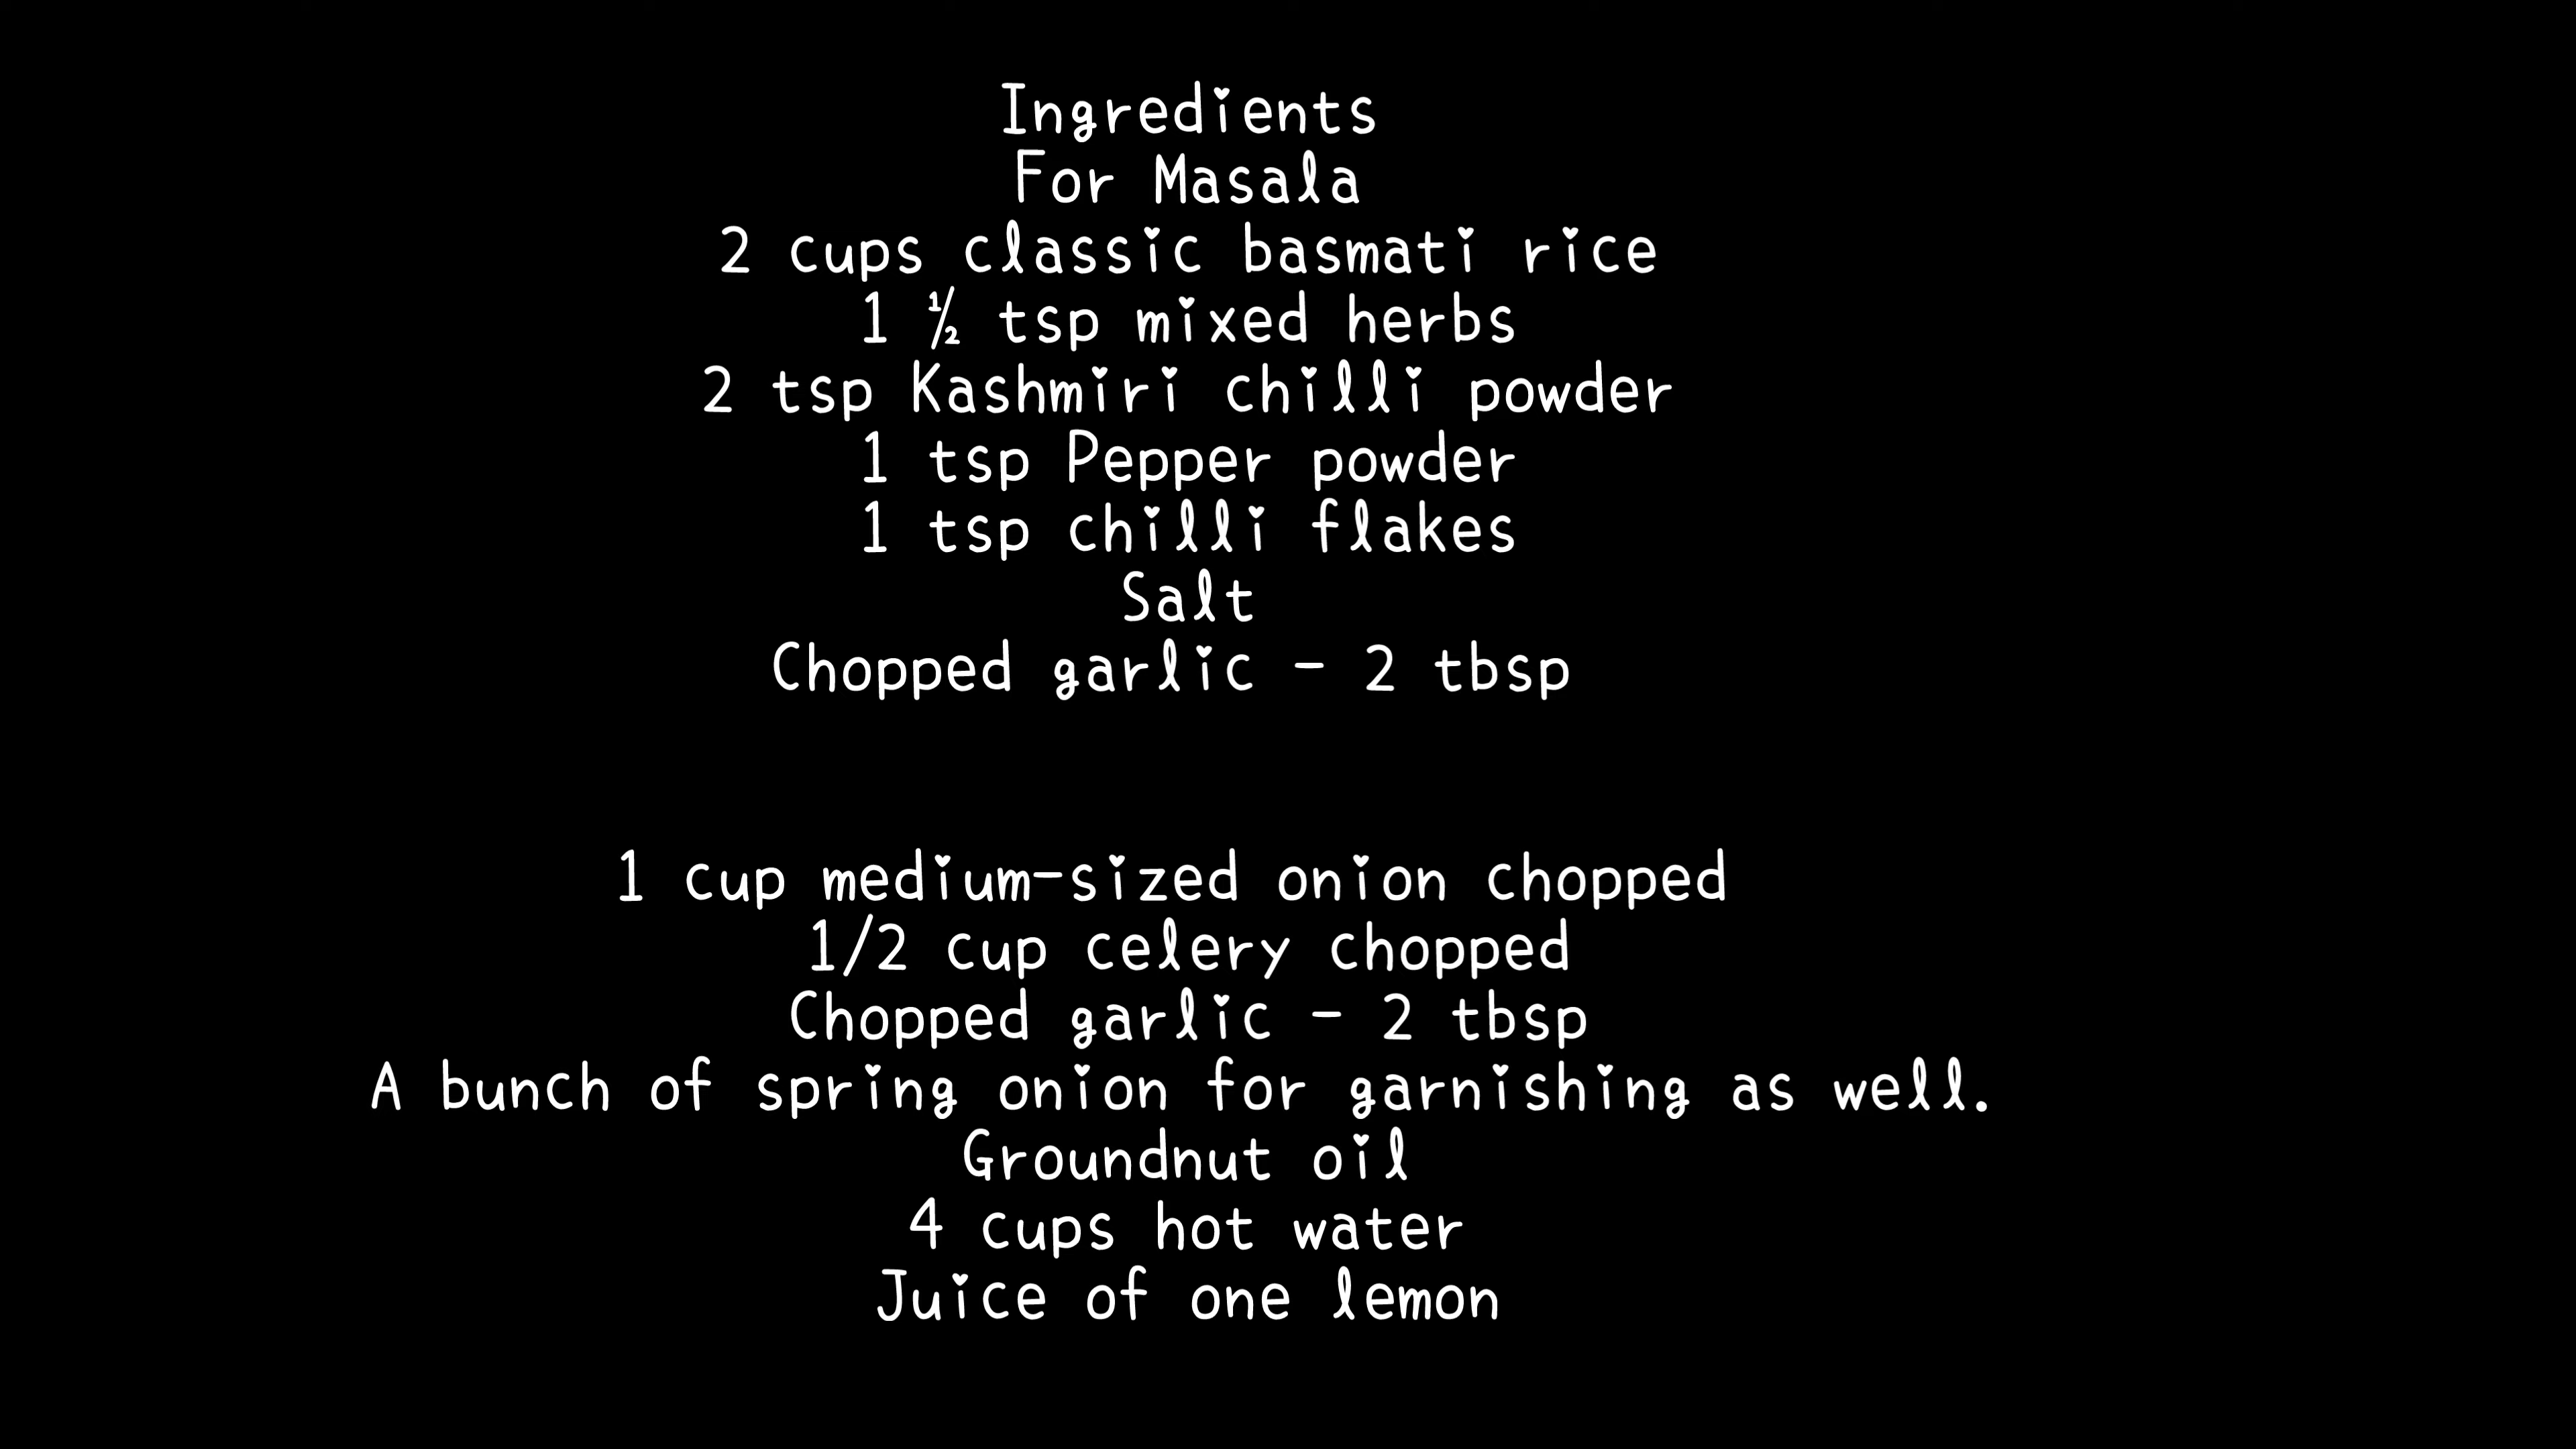 Ingredients
For Masala
2 cups classic basmati rice
1 ½ tsp mixed herbs
2 tsp Kashmiri chilli powder
1 tsp Pepper powder
1 tsp chilli flakes
Salt
Chopped garlic - 2 tbsp
1 cup medium-sized onion chopped
1/2 cup celery chopped
Chopped garlic - 2 tbsp
A bunch of spring onion for garnishing as well.
Groundnut oil
4 cups hot water
Juice of one lemon